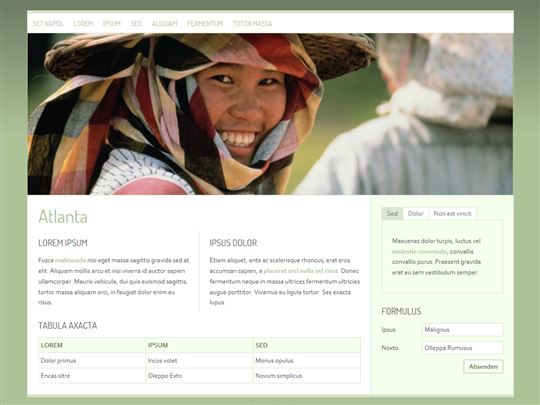 SET NAPOL LOREM IPSUM SED ALIQUAM FERMENTUM TOTOR MASSA
Atlanta
LOREM IPSUM
Fusce malesuada nisi eget massa sagittis gravida sed at
elit. Aliquam mollis arcu et nisi viverra id auctor sapien
ullamcorper. Mauris vehicula, dui quis euismod sagittis,
tortor massa aliquam orci, in feugiat dolor enim eu
risus.
IPSUS DOLOR
Etiam aliquet, ante ac scelerisque rhoncus, erat eros
accumsan sapien, a placerat orci nulla vel risus. Donec
fermentum neque in massa ultrices fermentum ultricies
augue porttitor. Vivamus eu ligula tortor. Ses exacta
lupus.
TABULA AXACTA
LOREM IPSUM SED
Dolor primus Incus volet Monus opulus
Encas sitre Oleppo Exto Novum simplicus
Sed Dolor Non est vincit
Maecenas dolor turpis, luctus vel
molestie commodo, convallis
convallis purus. Praesent gravida
erat eu sem vestibulum semper.
FORMULUS
Ipsus Malignus
Noxto Olleppa Rumusus
Absenden